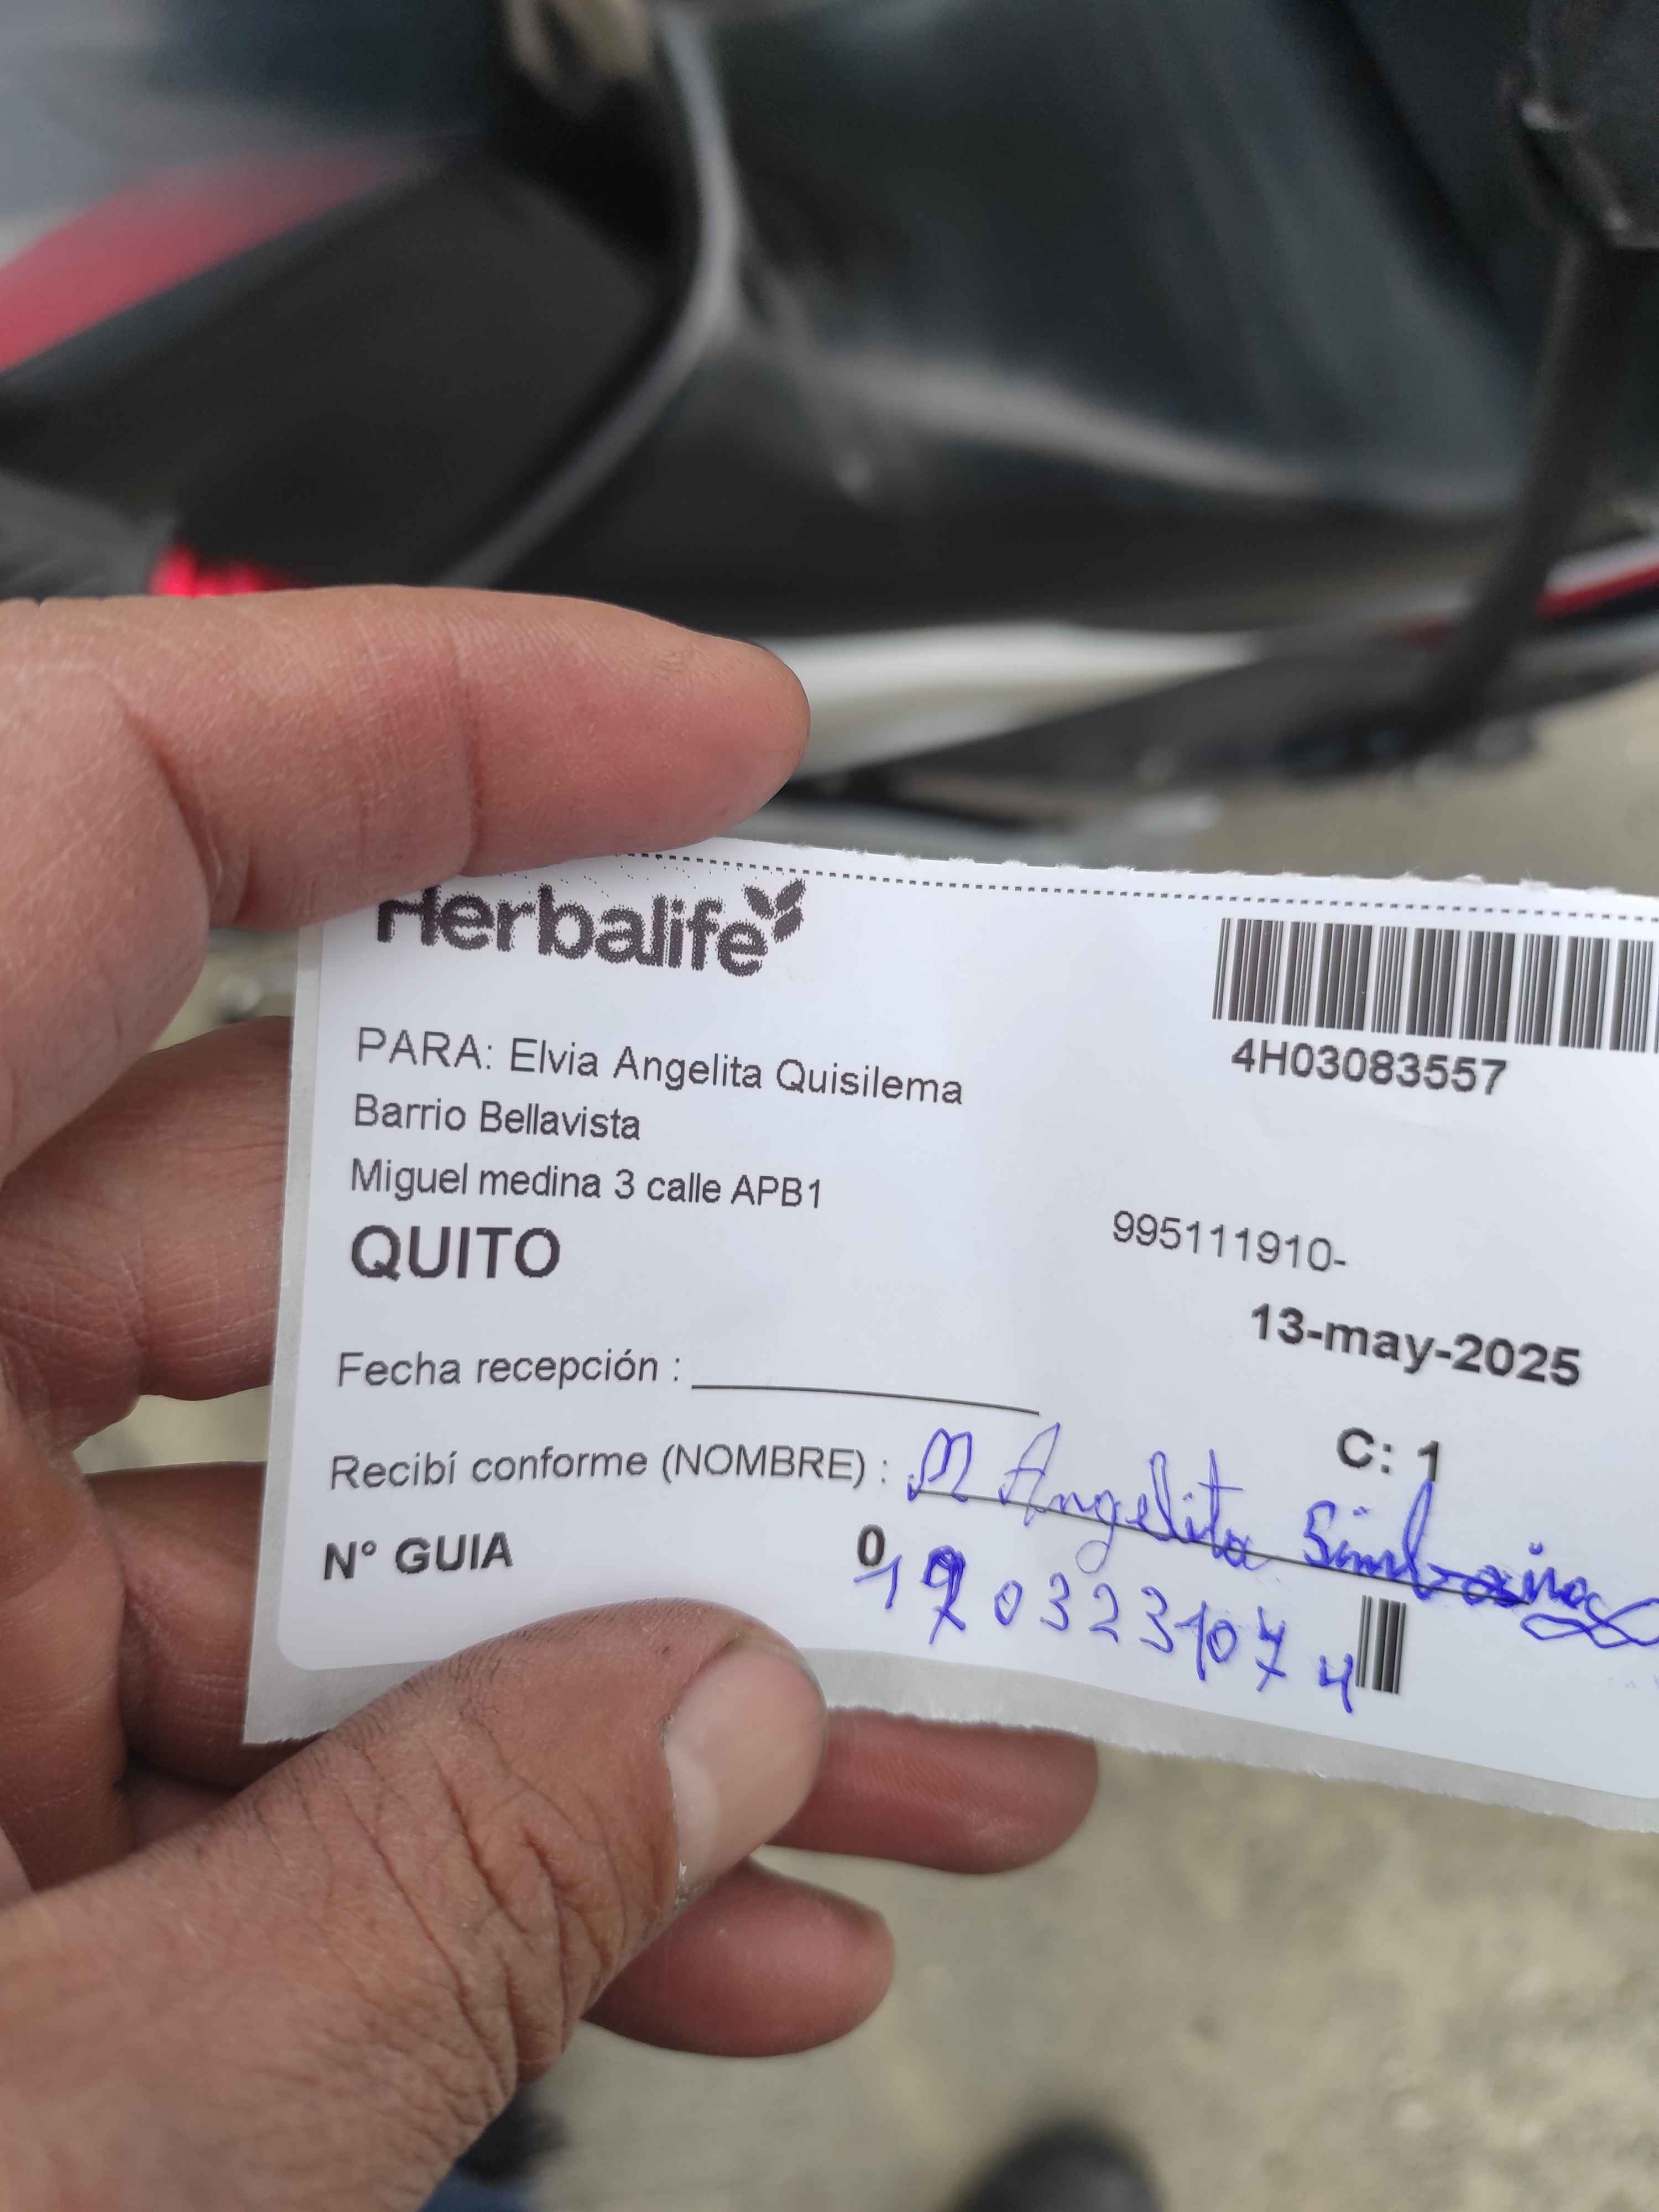 Herbalife
4H03083557
PARA: Elvia Angelita Quisilema
Barrio Bellavista
Miguel medina 3 calle APB1
995111910-
QUITO
13-may-2025
Fecha recepción :
C: 1
Recibí conforme (NOMBRE) : M Angelita
N° GUIA 0